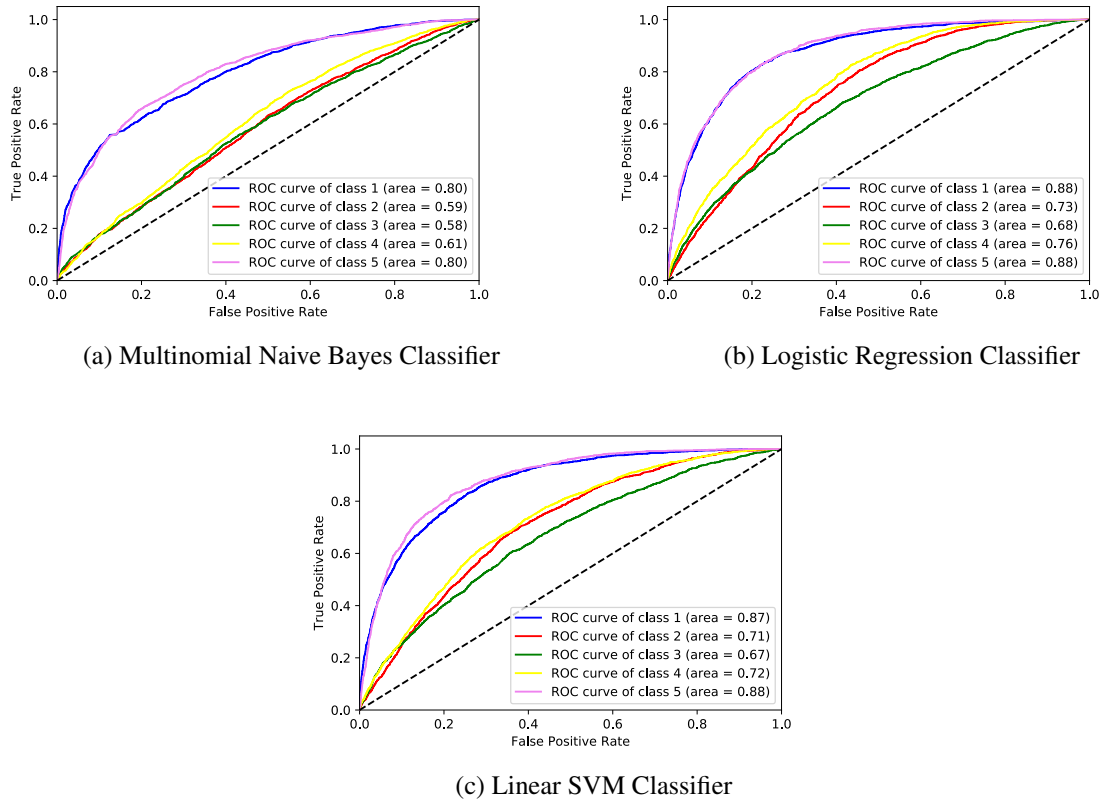 1.0
0.8
0.6
0.4
0.2
0.0
True Positive Rate
ROC curve of class 1 (area = 0.80)
ROC curve of class 2 (area = 0.59)
ROC curve of class 3 (area = 0.58)
ROC curve of class 4 (area = 0.61)
ROC curve of class 5 (area = 0.80)
0.0 0.2 0.4 0.6 0.8 1.0
False Positive Rate
(a) Multinomial Naive Bayes Classifier
1.0
0.8
0.6
0.4
0.2
0.0
True Positive Rate
ROC curve of class 1 (area = 0.88)
ROC curve of class 2 (area = 0.73)
ROC curve of class 3 (area = 0.68)
ROC curve of class 4 (area = 0.76)
ROC curve of class 5 (area = 0.88)
0.0 0.2 0.4 0.6 0.8 1.0
False Positive Rate
(b) Logistic Regression Classifier
1.0
0.8
0.6
0.4
0.2
0.0
True Positive Rate
ROC curve of class 1 (area = 0.87)
ROC curve of class 2 (area = 0.71)
ROC curve of class 3 (area = 0.67)
ROC curve of class 4 (area = 0.72)
ROC curve of class 5 (area = 0.88)
0.0 0.2 0.4 0.6 0.8 1.0
False Positive Rate
(c) Linear SVM Classifier